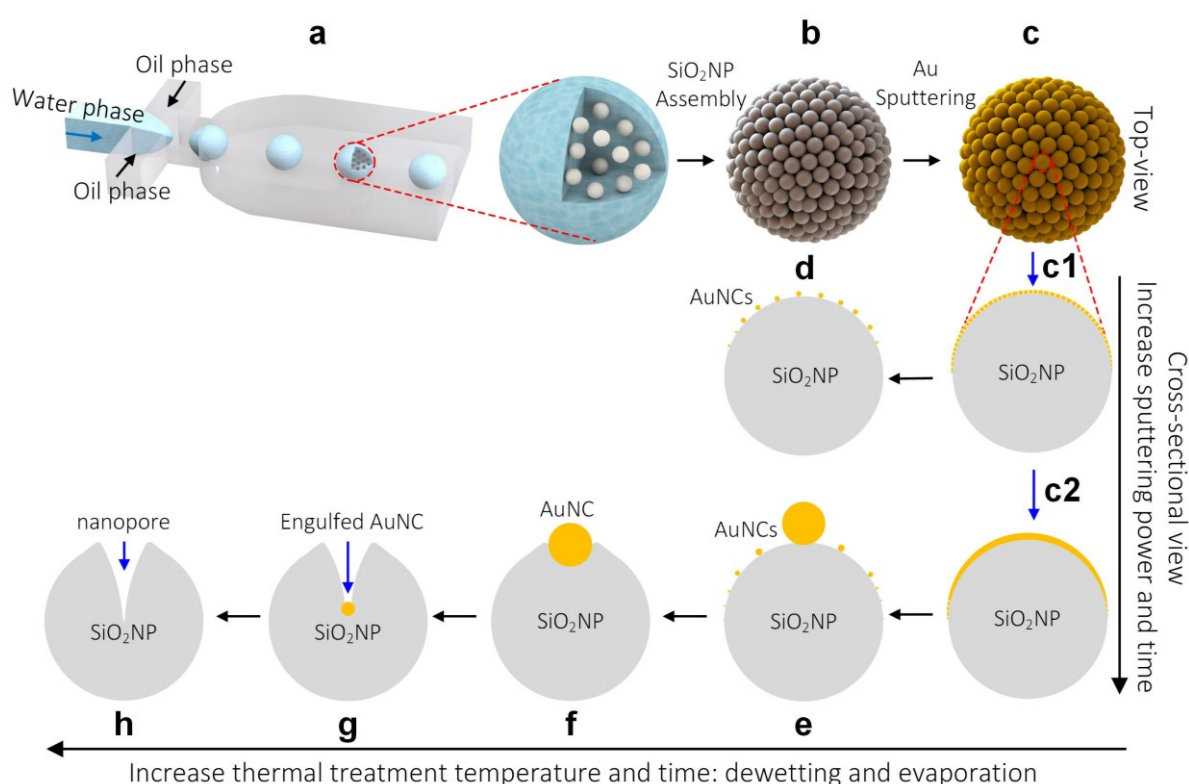 a
b
c
Oil phase
Water phase
Oil phase
SiO₂NP
Assembly
Au
Sputtering
Top-view
d
c1
AuNCs
SiO₂NP
SiO₂NP
Cross-sectional view
Increase sputtering power and time
c2
nanopore
Engulfed AuNC
AuNC
AuNCs
SiO₂NP
SiO₂NP
SiO₂NP
SiO₂NP
SiO₂NP
h
g
f
e
Increase thermal treatment temperature and time: dewetting and evaporation